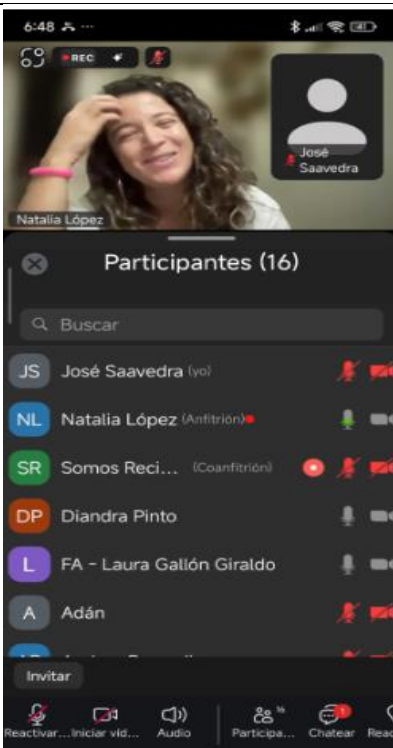 6:48
REC
José
Saavedra
Natalia López
Participantes (16)
Buscar
JS José Saavedra (yo)
NL Natalia López (Anfitrión)
SR Somos Reci... (Coanfitrión)
DP Diandra Pinto
L FA - Laura Gallón Giraldo
A Adán
Invitar
16
1
Reactivar... Iniciar víd... Audio Participa... Chatear Reac